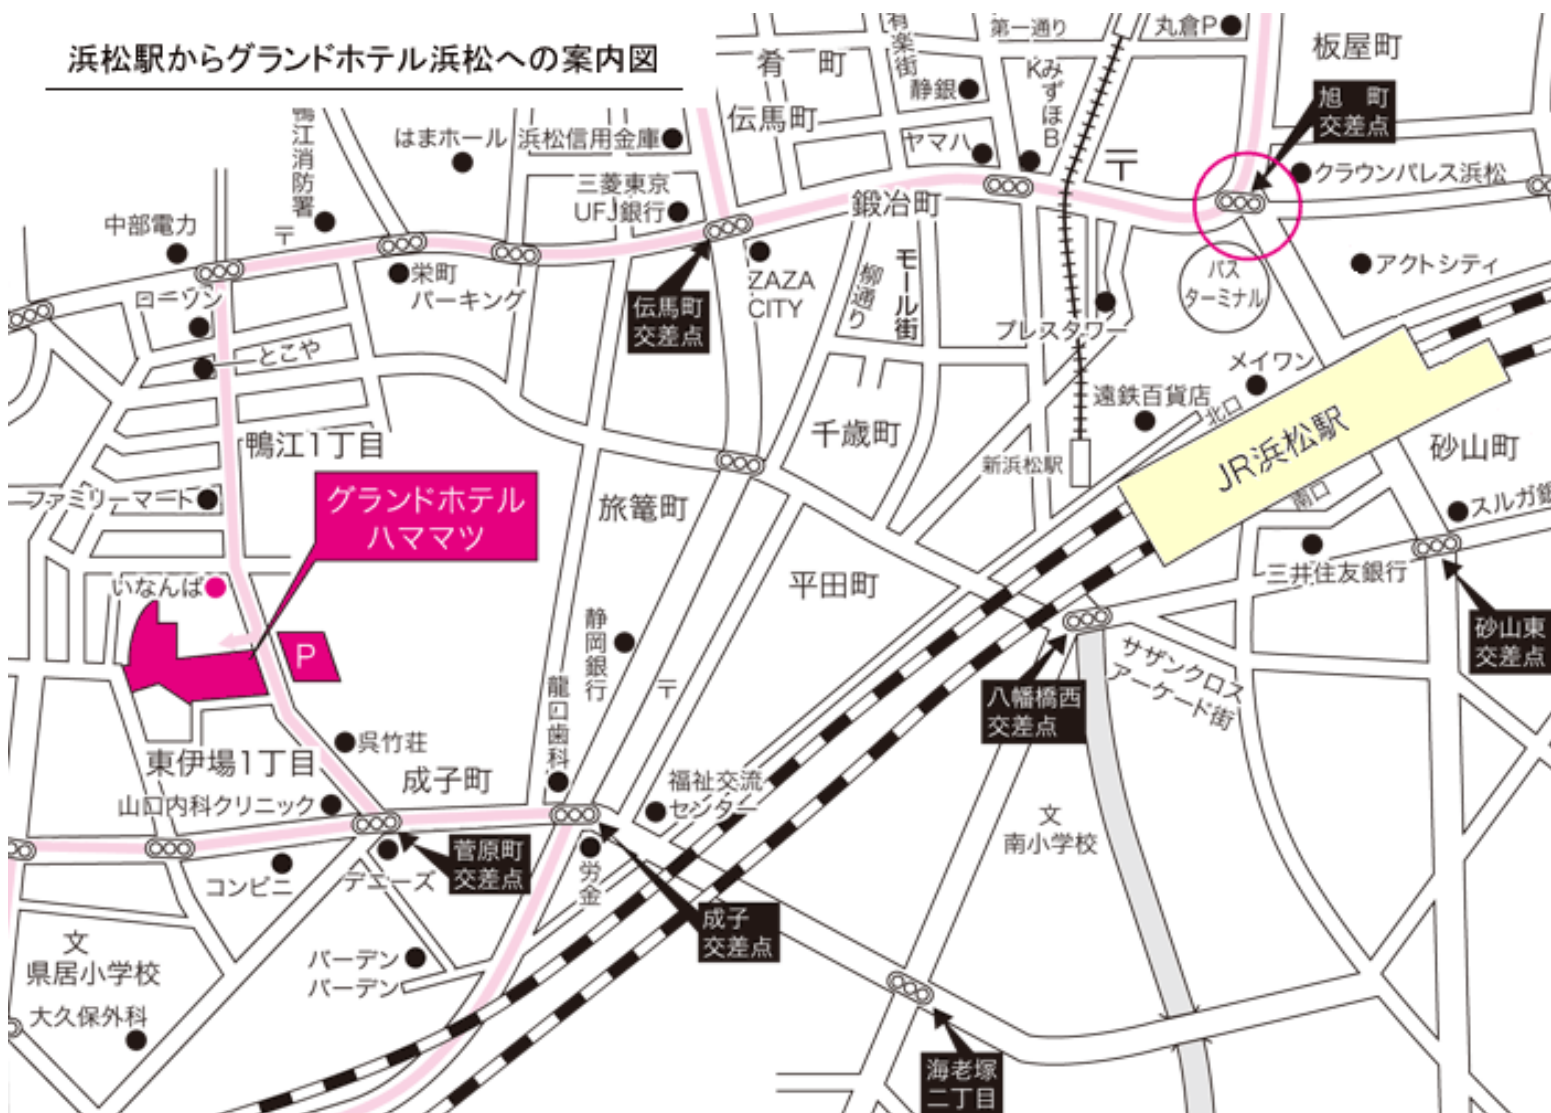 浜松駅からグランドホテル浜松への案内図
有楽街
第一通り
丸倉P
板屋町
肴 町
Kみずほ
B
静銀
旭 町
交差点
伝馬町
鴨江消防署
はまホール
浜松信用金庫
ヤマハ
〒
クラウンパレス浜松
三菱東京
UFJ銀行
鍛冶町
中部電力
〒
モール街
柳通り
バス
ターミナル
アクトシティ
栄町
パーキング
ZAZA
CITY
ローソン
伝馬町
交差点
プレスタワー
とこや
メイワン
遠鉄百貨店
北口
千歳町
JR浜松駅
砂山町
鴨江1丁目
新浜松駅
南口
ファミリーマート
グランドホテル
ハママツ
旅篭町
スルガ銀
三井住友銀行
いなんば
平田町
静岡銀行
砂山東
交差点
P
サザンクロス
アーケード街
〒
龍口歯科
八幡橋西
交差点
呉竹荘
東伊場1丁目
成子町
福祉交流
センター
山口内科クリニック
文
南小学校
菅原町
交差点
コンビニ
デニーズ
労金
成子
交差点
文
県居小学校
バーデン
バーデン
大久保外科
海老塚
二丁目